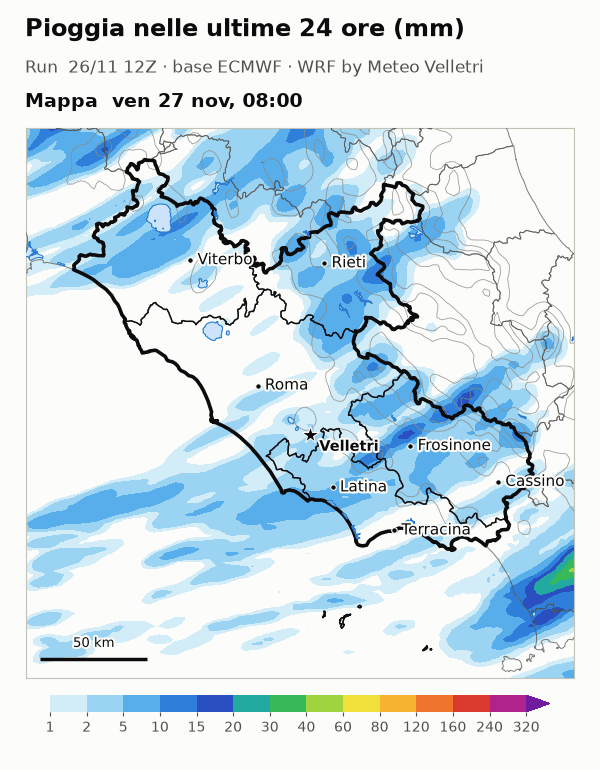 Pioggia nelle ultime 24 ore (mm)
Run  26/11 12Z · base ECMWF · WRF by Meteo Velletri
Mappa  ven 27 nov, 08:00
Viterbo
Rieti
Roma
Velletri
Frosinone
Latina
Cassino
Terracina
50 km
1 2 5 10 15 20 30 40 60 80 120 160 240 320